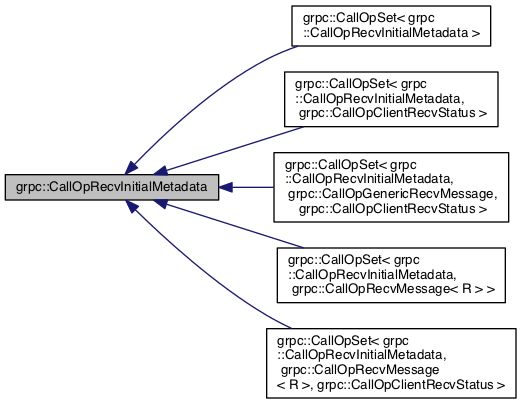 grpc::CallOpSet< grpc
::CallOpRecvInitialMetadata >
grpc::CallOpSet< grpc
::CallOpRecvInitialMetadata,
grpc::CallOpClientRecvStatus >
grpc::CallOpRecvInitialMetadata
grpc::CallOpSet< grpc
::CallOpRecvInitialMetadata,
grpc::CallOpGenericRecvMessage,
grpc::CallOpClientRecvStatus >
grpc::CallOpSet< grpc
::CallOpRecvInitialMetadata,
grpc::CallOpRecvMessage< R > >
grpc::CallOpSet< grpc
::CallOpRecvInitialMetadata,
grpc::CallOpRecvMessage
< R >, grpc::CallOpClientRecvStatus >